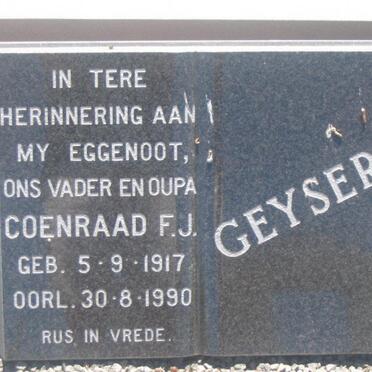 IN TERE
HERINNERING AAN
MY EGGENOOT,
ONS VADER EN OUPA
COENRAAD F.J.
GEB. 5-9-1917
OORL. 30-8-1990
RUS IN VREDE.
GEYSER